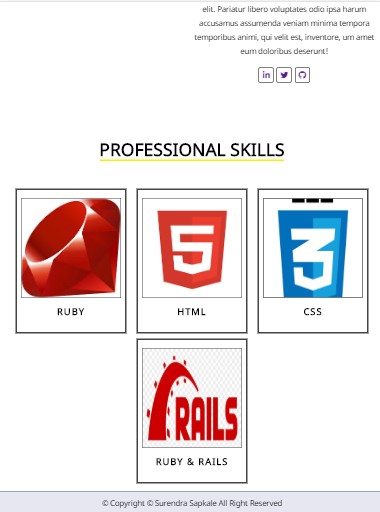 elit. Pariatur libero voluptates odio ipsa harum
accusamus assumenda veniam minima tempora
temporibus animi, qui velit est, inventore, um amet
eum doloribus deserunt!
in
PROFESSIONAL SKILLS
5
3
RUBY
HTML
CSS
RAILS
RUBY & RAILS
© Copyright © Surendra Sapkale All Right Reserved